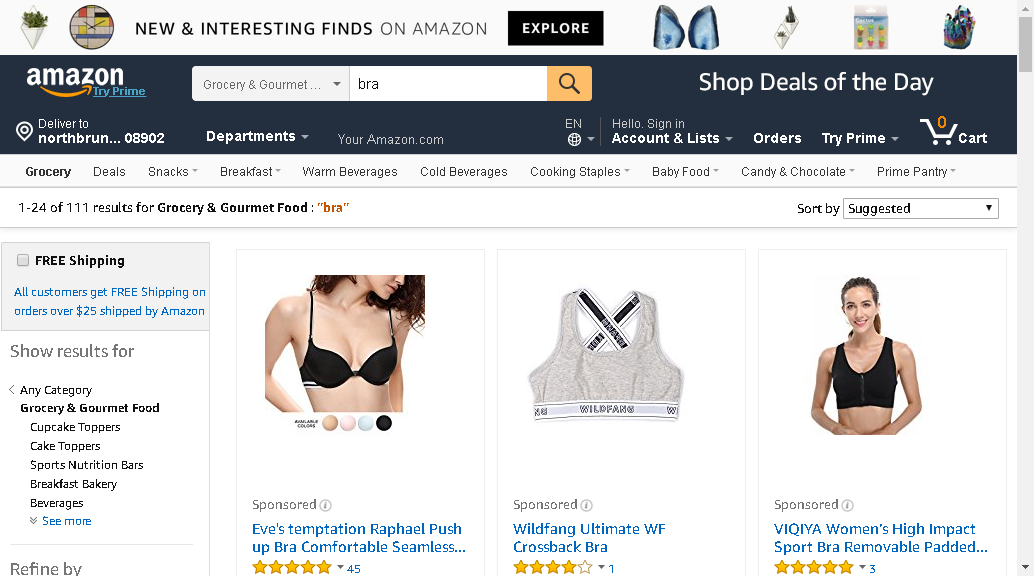 NEW & INTERESTING FINDS ON AMAZON
EXPLORE
amazon
Try Prime
Grocery & Gourmet ...
bra
Shop Deals of the Day
Deliver to
northbrun... 08902
Departments
Your Amazon.com
EN
Hello. Sign in
Account & Lists
Orders
Try Prime
0
Cart
Grocery
Deals
Snacks
Breakfast
Warm Beverages
Cold Beverages
Cooking Staples
Baby Food
Candy & Chocolate
Prime Pantry
1-24 of 111 results for Grocery & Gourmet Food : "bra"
Sort by
Suggested
FREE Shipping
All customers get FREE Shipping on
orders over $25 shipped by Amazon
Show results for
Any Category
Grocery & Gourmet Food
Cupcake Toppers
Cake Toppers
Sports Nutrition Bars
Breakfast Bakery
Beverages
See more
Refine by
AVAILABLE
COLORS
Sponsored
Eve's temptation Raphael Push
up Bra Comfortable Seamless...
45
WILDFANG
Sponsored
Wildfang Ultimate WF
Crossback Bra
1
Sponsored
VIQIYA Women's High Impact
Sport Bra Removable Padded...
3